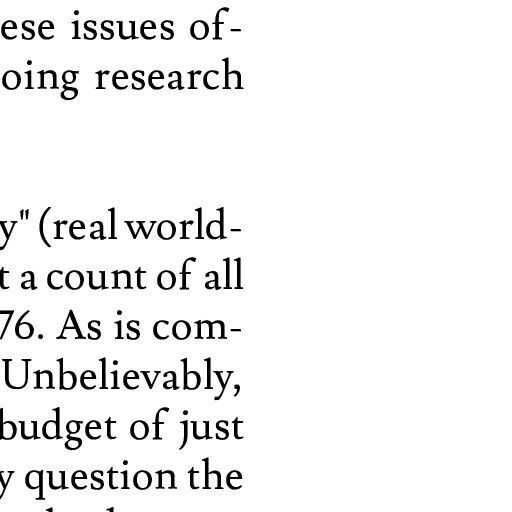 ese issues of-
oing research
y" (real world-
t a count of all
76. As is com-
Unbelievably,
budget of just
y question the